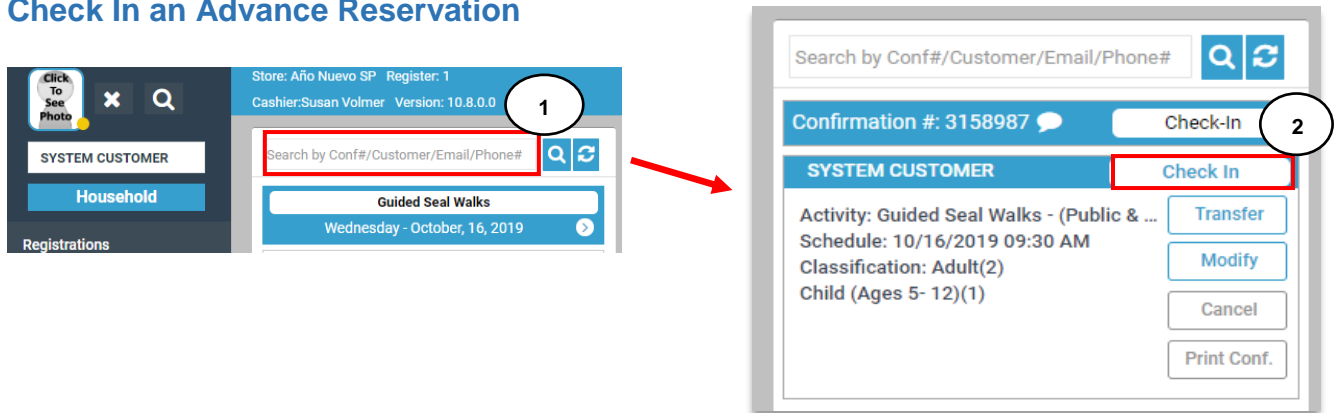 Check In an Advance Reservation
Click
To
See
Photo
SYSTEM CUSTOMER
Household
Registrations
Store: Año Nuevo SP Register: 1
Cashier:Susan Volmer Version: 10.8.0.0
1
Search by Conf#/Customer/Email/Phone#
Guided Seal Walks
Wednesday - October, 16, 2019
Search by Conf#/Customer/Email/Phone#
Confirmation #: 3158987
Check-In
2
SYSTEM CUSTOMER
Check In
Activity: Guided Seal Walks - (Public & ...
Schedule: 10/16/2019 09:30 AM
Classification: Adult(2)
Child (Ages 5- 12)(1)
Transfer
Modify
Cancel
Print Conf.